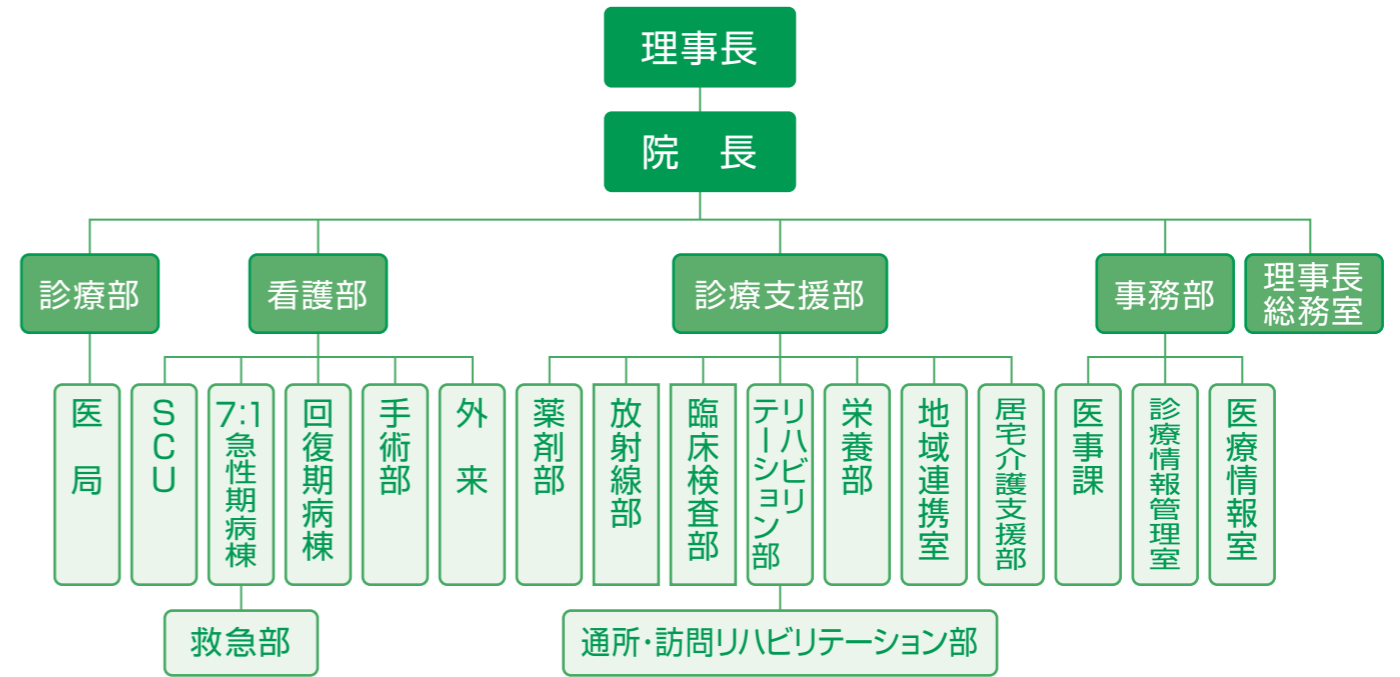 理事長
院　長
診療部
看護部
診療支援部
事務部
理事長
総務室
医　局
SCU
7:1
急性期病棟
回復期病棟
手術部
外　来
薬剤部
放射線部
臨床検査部
リハビリ
テーション部
栄養部
地域連携室
居宅介護支援部
医事課
診療情報管理室
医療情報室
救急部
通所・訪問リハビリテーション部